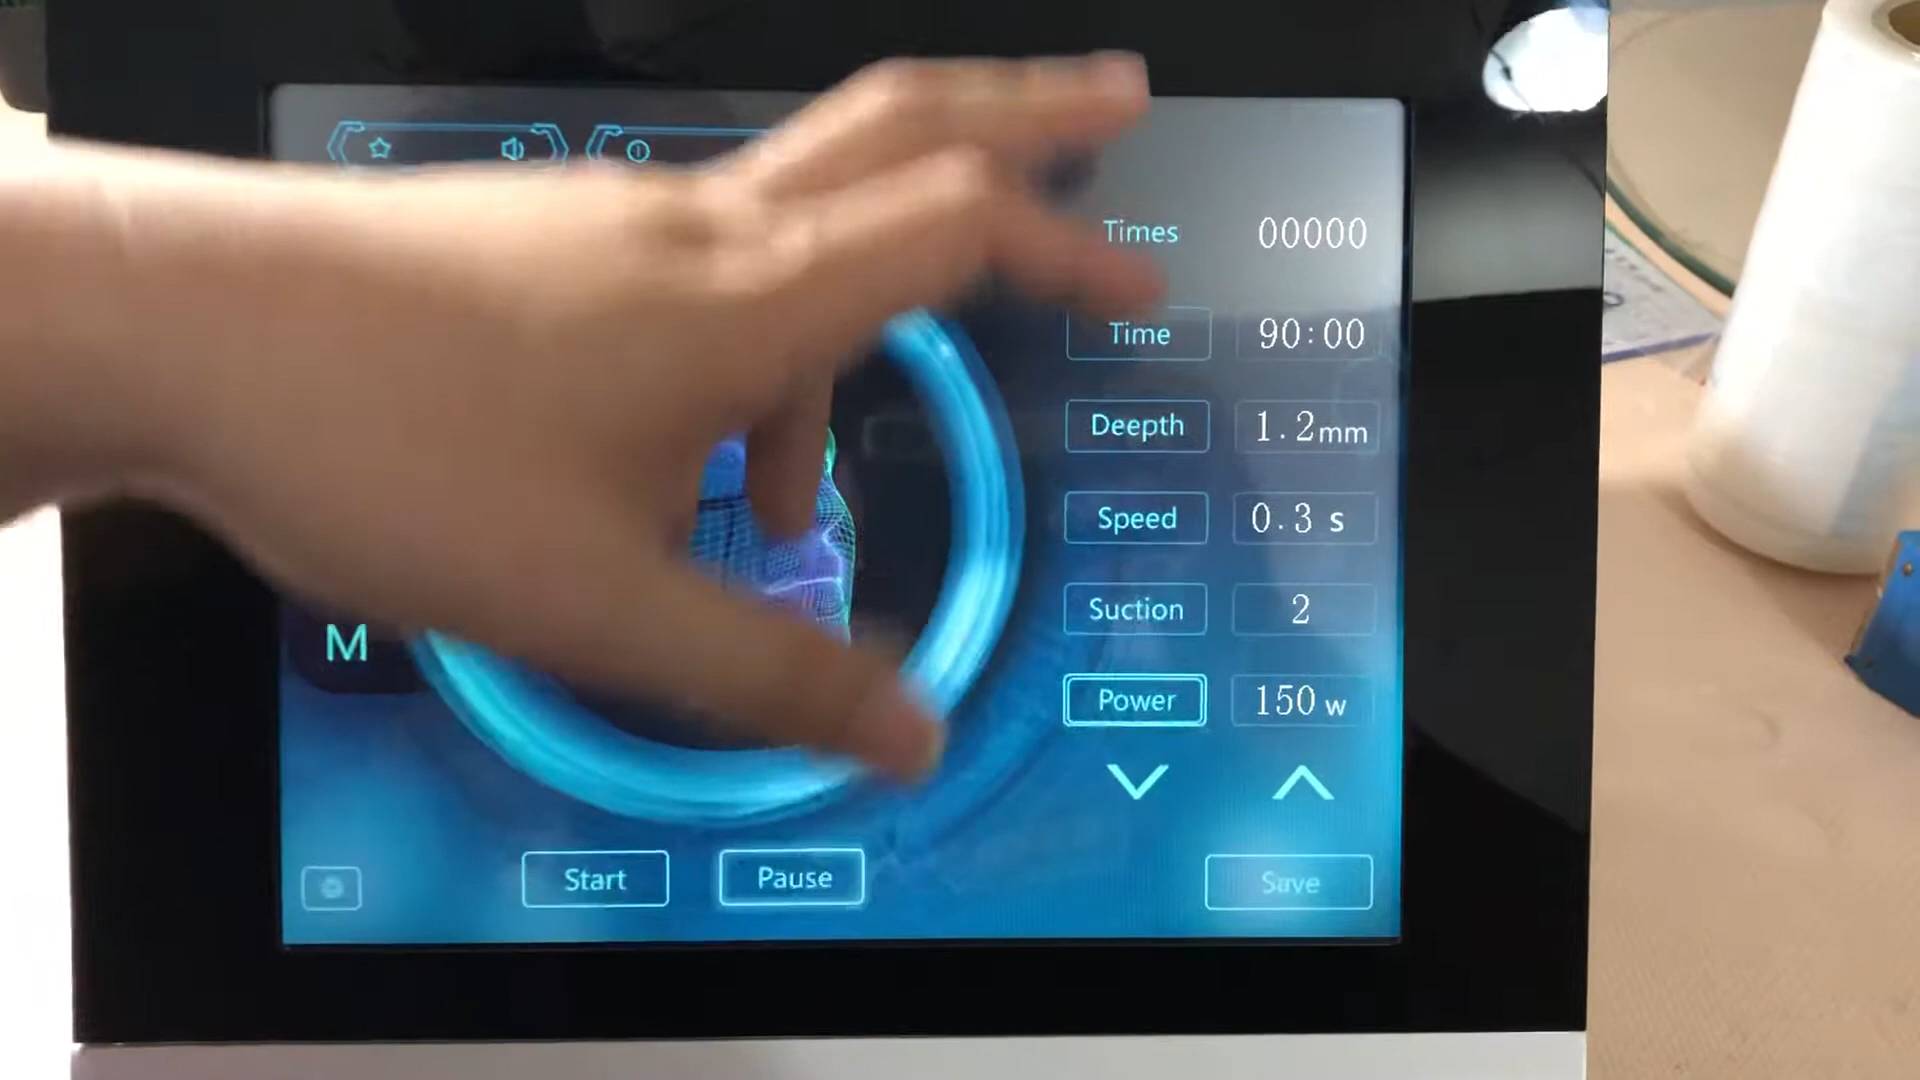 Times 00000
Time 90:00
Deepth 1.2mm
Speed 0.3 s
Suction 2
M
Power 150 w
Start Pause Save